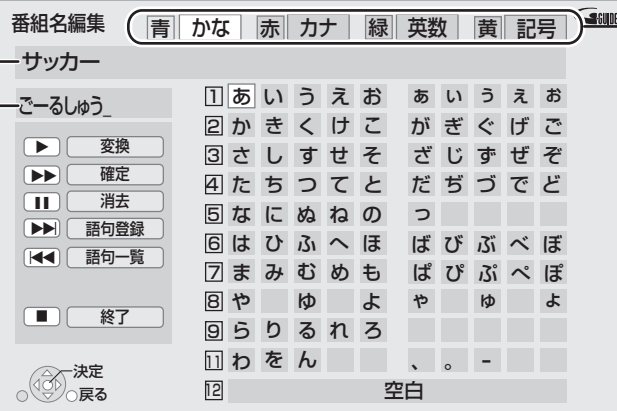 番組名編集 青 かな 赤 カナ 緑 英数 黄 記号 GUIDE
サッカー
ごーるしゅう_
▶ 変換
▶▶ 確定
❚❚ 消去
▶▶| 語句登録
|◀◀ 語句一覧
■ 終了
決定
戻る
1 あ い う え お ぁ ぃ ぅ ぇ ぉ
2 か き く け こ が ぎ ぐ げ ご
3 さ し す せ そ ざ じ ず ぜ ぞ
4 た ち つ て と だ ぢ づ で ど
5 な に ぬ ね の っ
6 は ひ ふ へ ほ ば び ぶ べ ぼ
7 ま み む め も ぱ ぴ ぷ ぺ ぽ
8 や ゆ よ ゃ ゅ ょ
9 ら り る れ ろ
11 わ を ん 、 。 -
12 空白